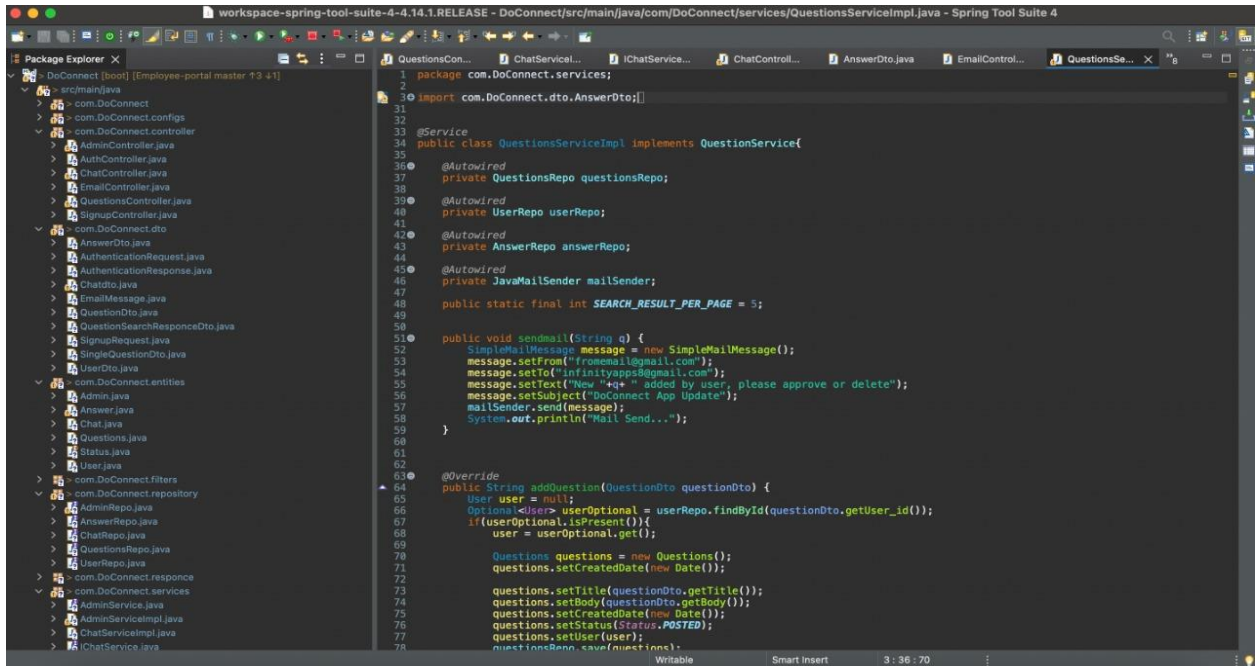 workspace-spring-tool-suite-4-4.14.1.RELEASE - DoConnect/src/main/java/com/DoConnect/services/QuestionsServiceImpl.java - Spring Tool Suite 4
Package Explorer
DoConnect [boot] [Employee-portal master ↑3 ↓1]
src/main/java
com.DoConnect
com.DoConnect.configs
com.DoConnect.controller
AdminController.java
AuthController.java
ChatController.java
EmailController.java
QuestionsController.java
SignupController.java
com.DoConnect.dto
AnswerDto.java
AuthenticationRequest.java
AuthenticationResponse.java
Chatdto.java
EmailMessage.java
QuestionDto.java
QuestionSearchResponceDto.java
SignupRequest.java
SingleQuestionDto.java
UserDto.java
com.DoConnect.entities
Admin.java
Answer.java
Chat.java
Questions.java
Status.java
User.java
com.DoConnect.filters
com.DoConnect.repository
AdminRepo.java
AnswerRepo.java
ChatRepo.java
QuestionsRepo.java
UserRepo.java
com.DoConnect.responce
com.DoConnect.services
AdminService.java
AdminServiceImpl.java
ChatServiceImpl.java
IChatService.java
QuestionsCon... ChatServiceI... IChatService... ChatControll... AnswerDto.java EmailControl... QuestionsSe... 8
1 package com.DoConnect.services;
2
3 import com.DoConnect.dto.AnswerDto;
31
32
33 @Service
34 public class QuestionsServiceImpl implements QuestionService{
35
36 @Autowired
37 private QuestionsRepo questionsRepo;
38
39 @Autowired
40 private UserRepo userRepo;
41
42 @Autowired
43 private AnswerRepo answerRepo;
44
45 @Autowired
46 private JavaMailSender mailSender;
47
48 public static final int SEARCH_RESULT_PER_PAGE = 5;
49
50
51 public void sendmail(String q) {
52 SimpleMailMessage message = new SimpleMailMessage();
53 message.setFrom("fromemail@gmail.com");
54 message.setTo("infinityapps8@gmail.com");
55 message.setText("New "+q+ " added by user, please approve or delete");
56 message.setSubject("DoConnect App Update");
57 mailSender.send(message);
58 System.out.println("Mail Send...");
59 }
60
61
62
63 @Override
64 public String addQuestion(QuestionDto questionDto) {
65 User user = null;
66 Optional<User> userOptional = userRepo.findById(questionDto.getUser_id());
67 if(userOptional.isPresent()){
68 user = userOptional.get();
69
70 Questions questions = new Questions();
71 questions.setCreatedDate(new Date());
72
73 questions.setTitle(questionDto.getTitle());
74 questions.setBody(questionDto.getBody());
75 questions.setCreatedDate(new Date());
76 questions.setStatus(Status.POSTED);
77 questions.setUser(user);
78 questionsRepo.save(questions);
Writable Smart Insert 3 : 36 : 70